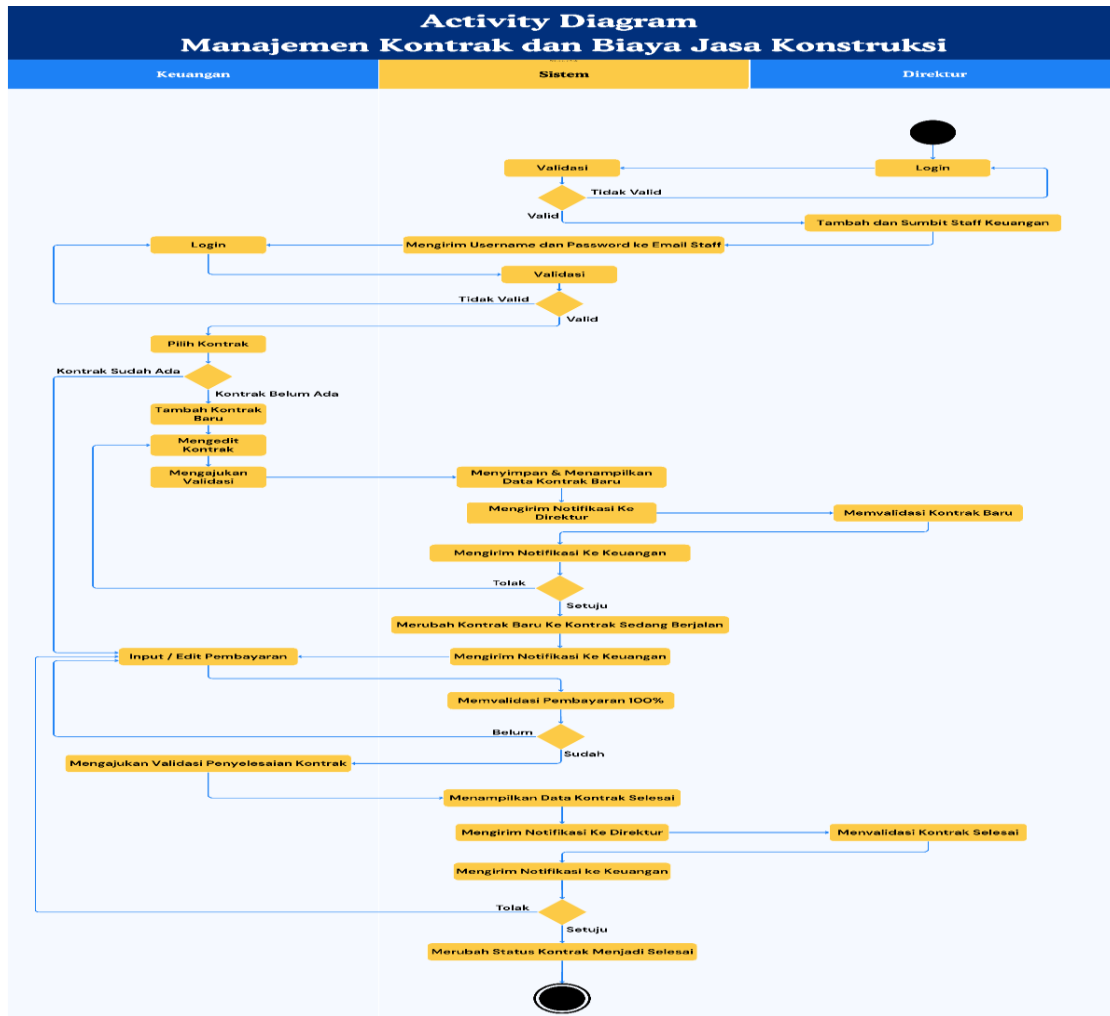 Activity Diagram
Manajemen Kontrak dan Biaya Jasa Konstruksi
Keuangan
Sistem
Direktur
Validasi
Login
Tidak Valid
Valid
Tambah dan Sumbit Staff Keuangan
Login
Mengirim Username dan Password ke Email Staff
Validasi
Tidak Valid
Valid
Pilih Kontrak
Kontrak Sudah Ada
Kontrak Belum Ada
Tambah Kontrak
Baru
Mengedit
Kontrak
Mengajukan
Validasi
Menyimpan & Menampilkan
Data Kontrak Baru
Mengirim Notifikasi Ke
Direktur
Memvalidasi Kontrak Baru
Mengirim Notifikasi Ke Keuangan
Tolak
Setuju
Merubah Kontrak Baru Ke Kontrak Sedang Berjalan
Input / Edit Pembayaran
Mengirim Notifikasi Ke Keuangan
Memvalidasi Pembayaran 100%
Belum
Sudah
Mengajukan Validasi Penyelesaian Kontrak
Menampilkan Data Kontrak Selesai
Mengirim Notifikasi Ke Direktur
Menvalidasi Kontrak Selesai
Mengirim Notifikasi ke Keuangan
Tolak
Setuju
Merubah Status Kontrak Menjadi Selesai